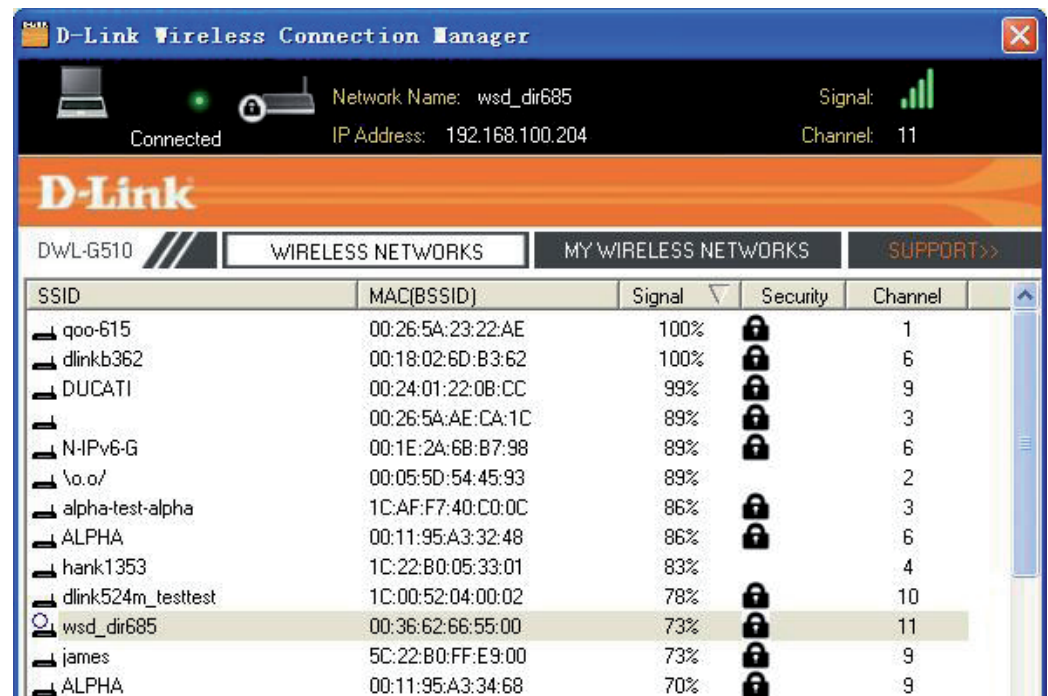 D-Link Wireless Connection Manager
Network Name: wsd_dir685 Signal:
Connected IP Address: 192.168.100.204 Channel: 11
D-Link
DWL-G510 WIRELESS NETWORKS MY WIRELESS NETWORKS SUPPORT>>
SSID MAC(BSSID) Signal Security Channel
qoo-615 00:26:5A:23:22:AE 100% 1
dlinkb362 00:18:02:6D:B3:62 100% 6
DUCATI 00:24:01:22:0B:CC 99% 9
00:26:5A:AE:CA:1C 89% 3
N-IPv6-G 00:1E:2A:6B:B7:98 89% 6
\o.o/ 00:05:5D:54:45:93 89% 2
alpha-test-alpha 1C:AF:F7:40:C0:0C 86% 3
ALPHA 00:11:95:A3:32:48 86% 6
hank1353 1C:22:B0:05:33:01 83% 4
dlink524m_testtest 1C:00:52:04:00:02 78% 10
wsd_dir685 00:36:62:66:55:00 73% 11
james 5C:22:B0:FF:E9:00 73% 9
ALPHA 00:11:95:A3:34:68 70% 9